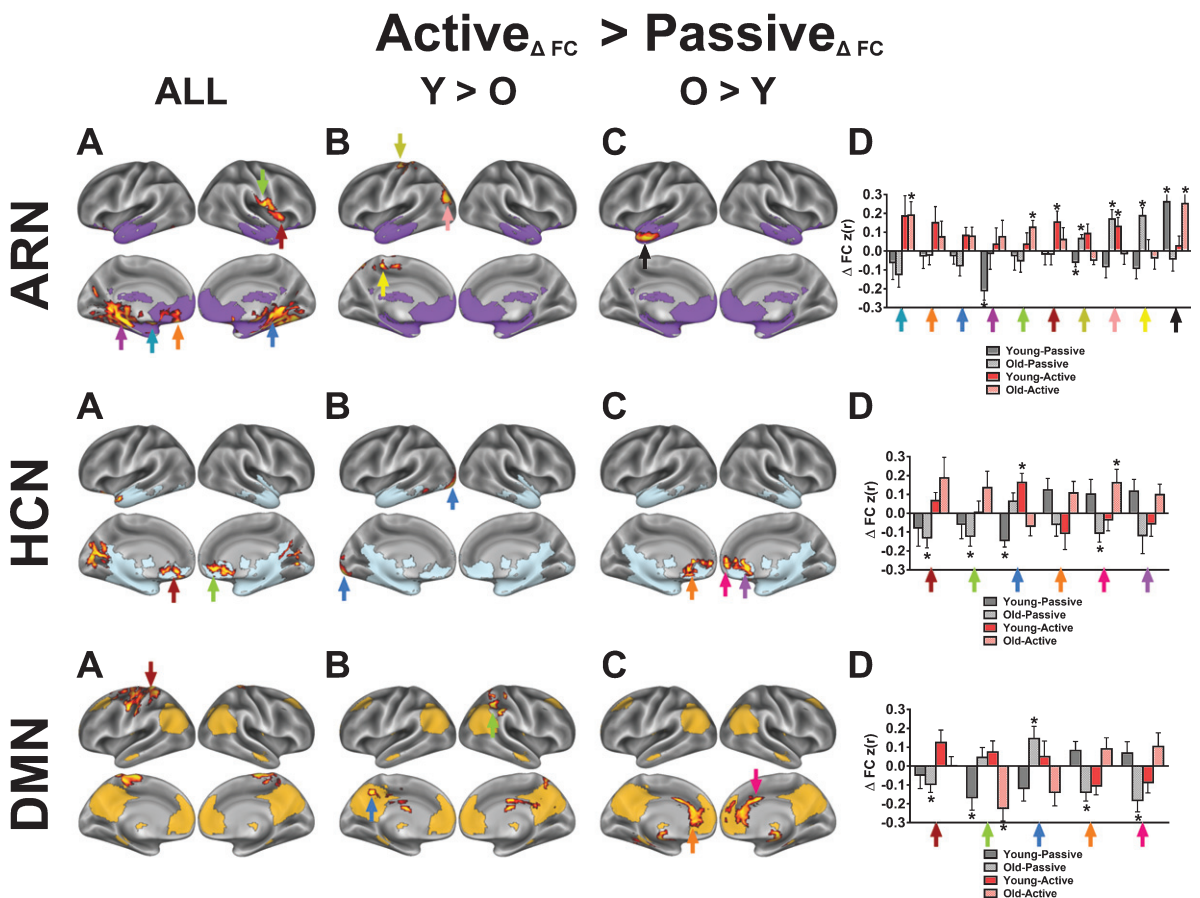 Active Δ FC > Passive Δ FC
ALL
Y > O
O > Y
ARN
A
B
C
D
Δ FC z(r)
0.3
0.2
0.1
0.0
-0.1
-0.2
-0.3
* * * * * * * * * * * *
Young-Passive
Old-Passive
Young-Active
Old-Active
HCN
A
B
C
D
Δ FC z(r)
0.3
0.2
0.1
0.0
-0.1
-0.2
-0.3
* * * * * *
Young-Passive
Old-Passive
Young-Active
Old-Active
DMN
A
B
C
D
Δ FC z(r)
0.3
0.2
0.1
0.0
-0.1
-0.2
-0.3
* * * * * *
Young-Passive
Old-Passive
Young-Active
Old-Active